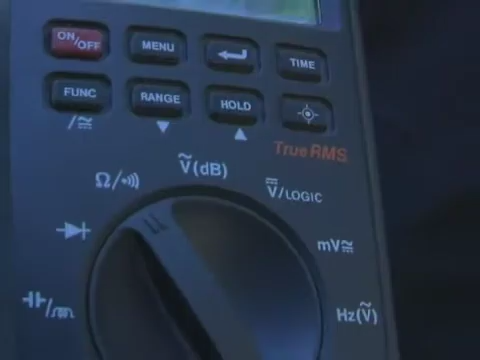 ON/OFF MENU TIME
FUNC RANGE HOLD
True RMS
Ω Ṽ(dB) V/LOGIC
mV
Hz(Ṽ)